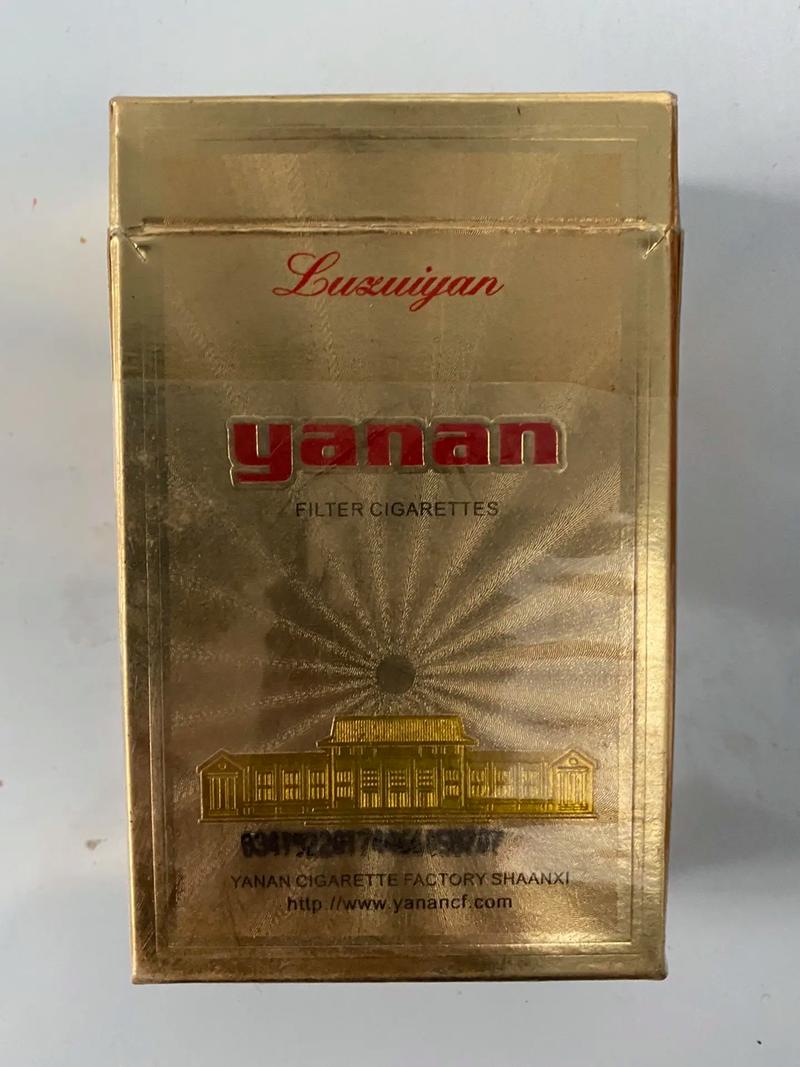 Luzuiyan
yanan
FILTER CIGARETTES
YANAN CIGARETTE FACTORY SHAANXI
http://www.yanancf.com